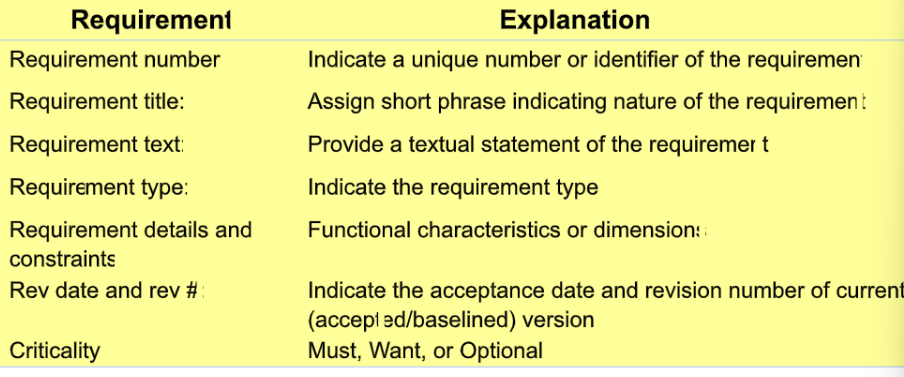 Requirement Explanation
Requirement number Indicate a unique number or identifier of the requirement
Requirement title: Assign short phrase indicating nature of the requirement
Requirement text: Provide a textual statement of the requirement
Requirement type: Indicate the requirement type
Requirement details and Functional characteristics or dimensions
constraints
Rev date and rev #: Indicate the acceptance date and revision number of current
(accepted/baselined) version
Criticality Must, Want, or Optional